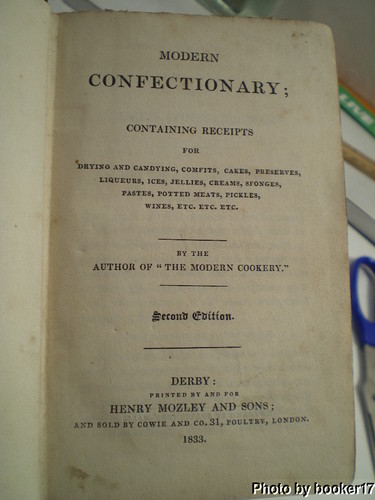 MODERN
CONFECTIONARY;
CONTAINING RECEIPTS
FOR
DRYING AND CANDYING, COMFITS, CAKES, PRESERVES,
LIQUEURS, ICES, JELLIES, CREAMS, SPONGES,
PASTES, POTTED MEATS, PICKLES,
WINES, ETC. ETC. ETC.
BY THE
AUTHOR OF "THE MODERN COOKERY."
Second Edition.
DERBY:
PRINTED BY AND FOR
HENRY MOZLEY AND SONS;
AND SOLD BY COWIE AND CO. 31, POULTRY, LONDON.
1833.
Photo by booker17